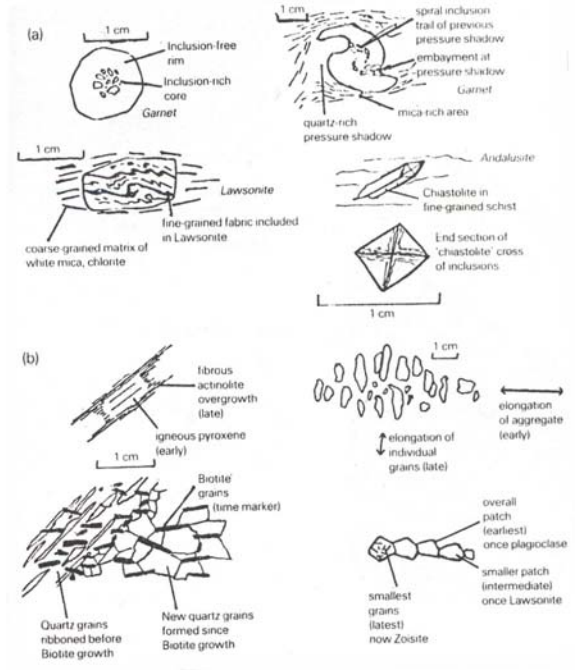 (a)
1 cm
Inclusion-free
rim
Inclusion-rich
core
Garnet
1 cm
spiral inclusion
trail of previous
pressure shadow
embayment at
pressure shadow
Garnet
mica-rich area
quartz-rich
pressure shadow
1 cm
Lawsonite
fine-grained fabric included
in Lawsonite
coarse-grained matrix of
white mica, chlorite
Andalusite
Chiastolite in
fine-grained schist
End section of
'chiastolite' cross
of inclusions
1 cm
(b)
fibrous
actinolite
overgrowth
(late)
igneous pyroxene
(early)
1 cm
elongation
of aggregate
(early)
elongation of
individual
grains (late)
1 cm
Biotite
grains
(time marker)
Quartz grains
ribboned before
Biotite growth
New quartz grains
formed since
Biotite growth
overall
patch
(earliest)
once plagioclase
smaller patch
(intermediate)
once Lawsonite
smallest
grains
(latest)
now Zoisite